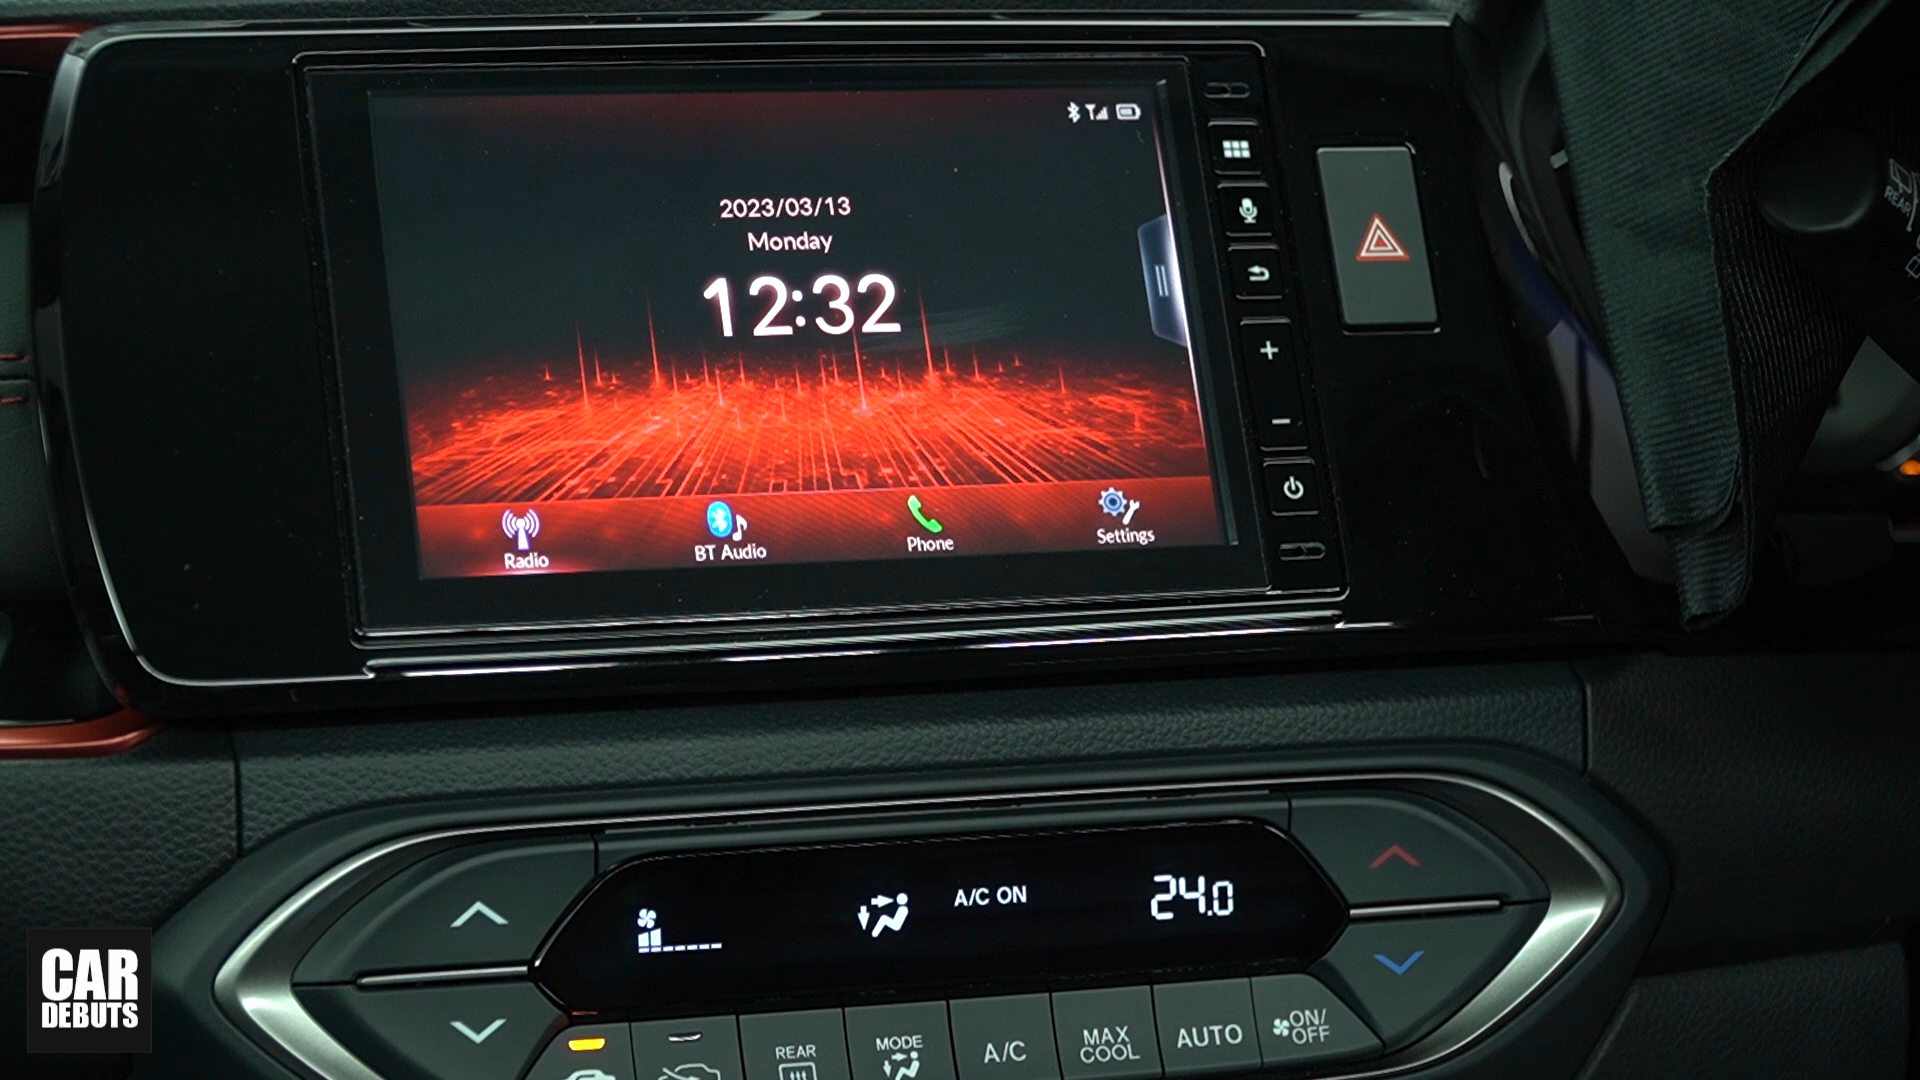 2023/03/13
Monday
12:32
Radio
BT Audio
Phone
Settings
REAR
A/C ON
24.0
REAR
MODE
A/C
MAX
COOL
AUTO
ON/
OFF
CAR
DEBUTS